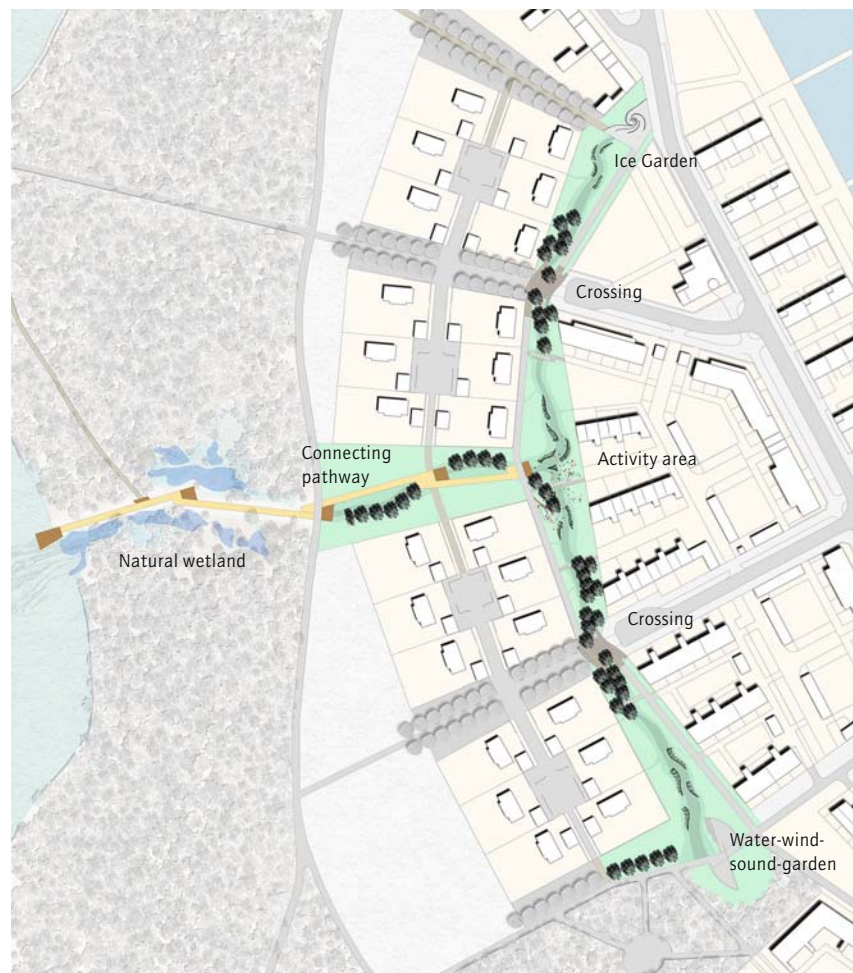 Ice Garden
Crossing
Connecting
pathway
Activity area
Natural wetland
Crossing
Water-wind-
sound-garden